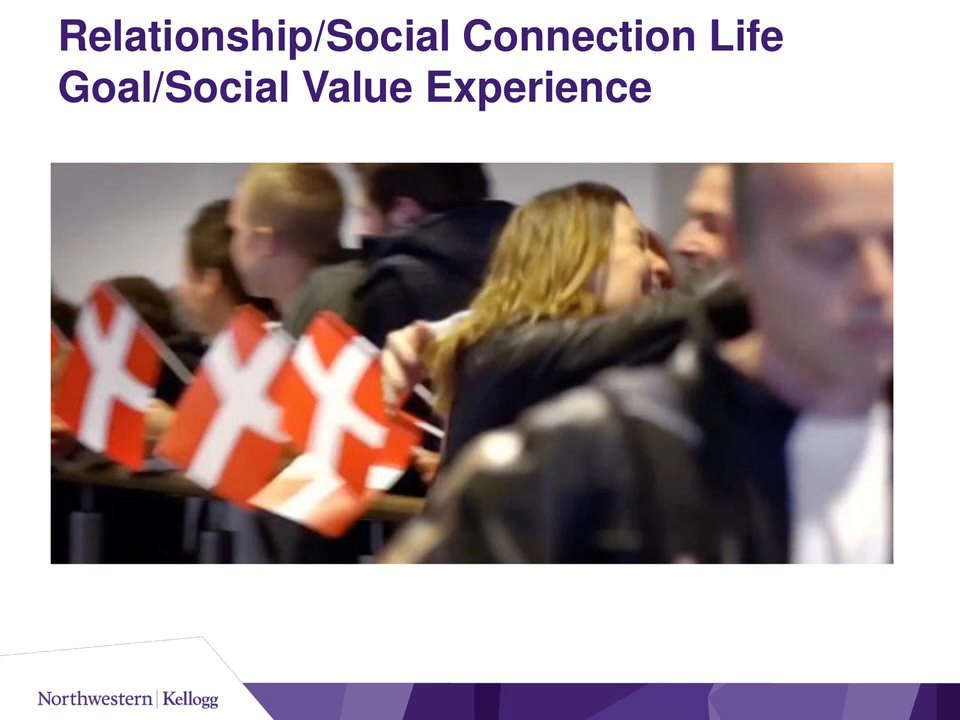 Relationship/Social Connection Life
Goal/Social Value Experience
Northwestern | Kellogg